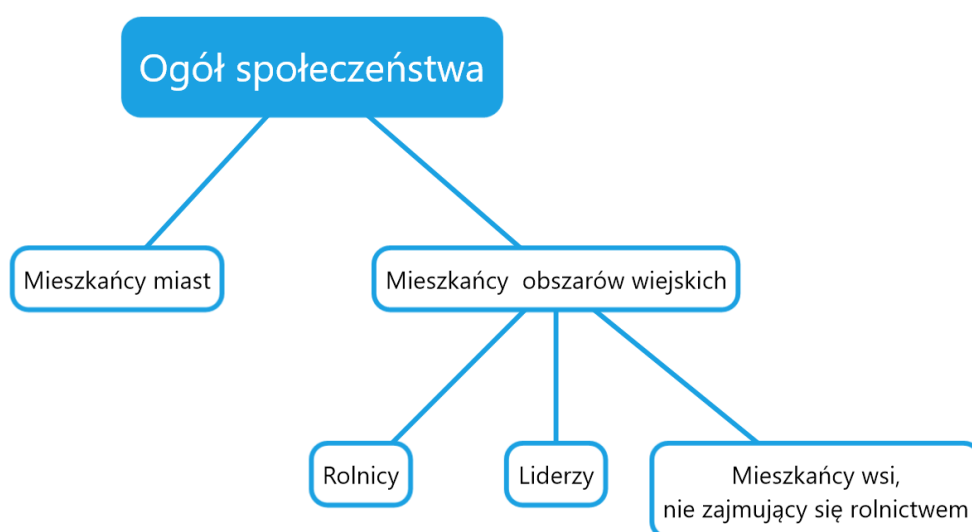 Ogół społeczeństwa
Mieszkańcy miast
Mieszkańcy obszarów wiejskich
Rolnicy
Liderzy
Mieszkańcy wsi,
nie zajmujący się rolnictwem